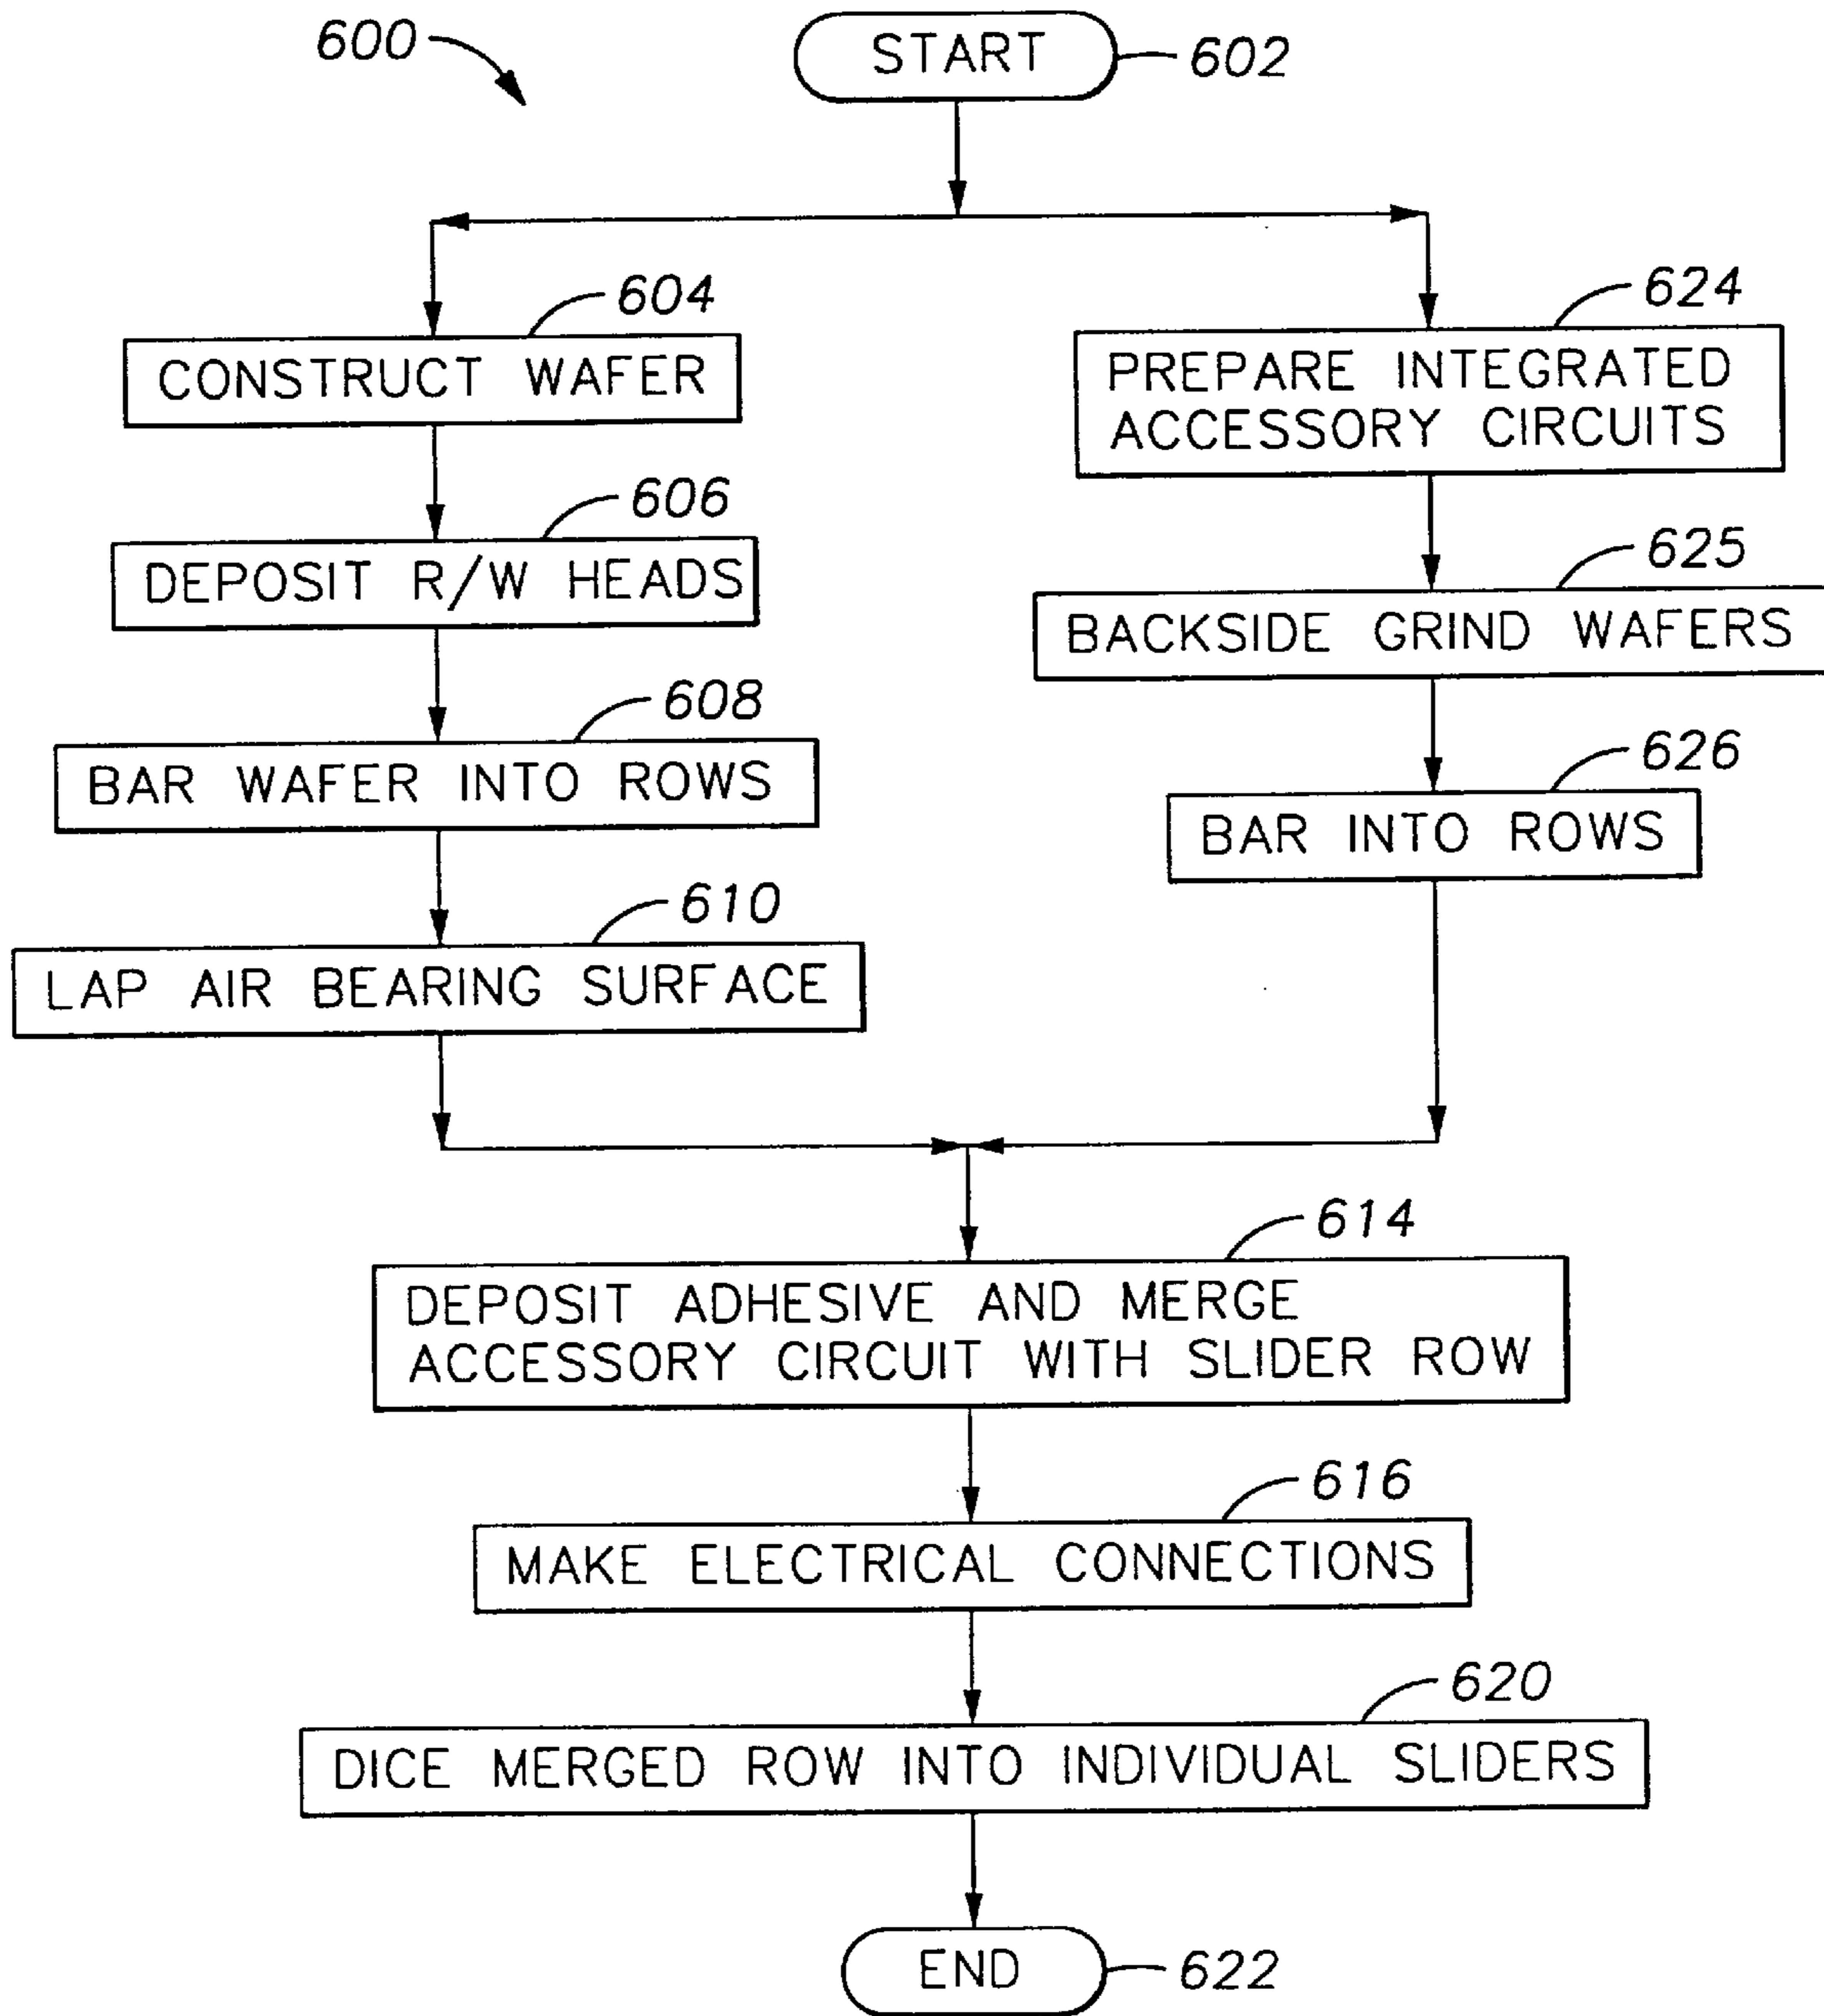 600
START
602
604
CONSTRUCT WAFER
606
DEPOSIT R/W HEADS
608
BAR WAFER INTO ROWS
610
LAP AIR BEARING SURFACE
624
PREPARE INTEGRATED
ACCESSORY CIRCUITS
625
BACKSIDE GRIND WAFERS
626
BAR INTO ROWS
614
DEPOSIT ADHESIVE AND MERGE
ACCESSORY CIRCUIT WITH SLIDER ROW
616
MAKE ELECTRICAL CONNECTIONS
620
DICE MERGED ROW INTO INDIVIDUAL SLIDERS
END
622